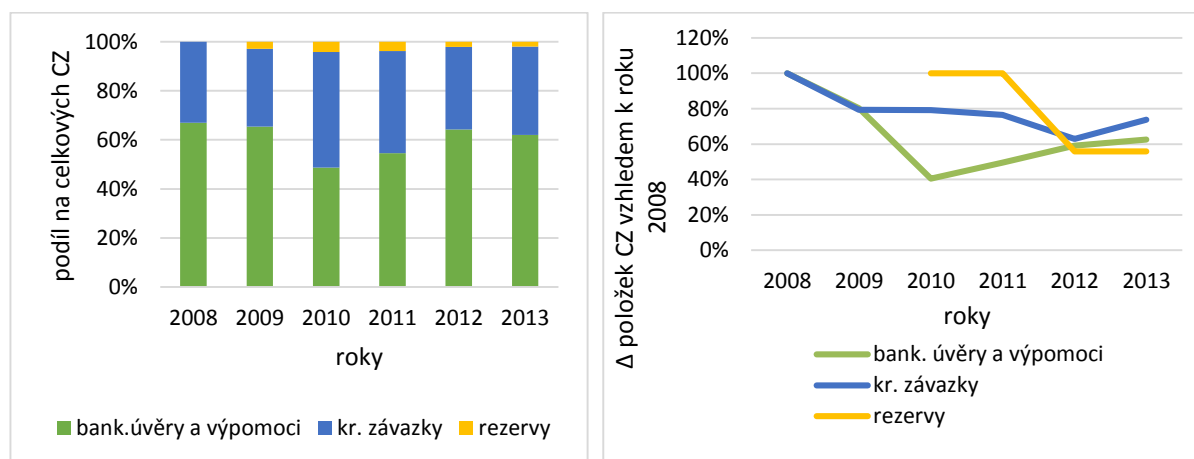 podíl na celkových CZ
100%
80%
60%
40%
20%
0%
2008 2009 2010 2011 2012 2013
roky
bank.úvěry a výpomoci kr. závazky rezervy
Δ položek CZ vzhledem k roku
2008
120%
100%
80%
60%
40%
20%
0%
2008 2009 2010 2011 2012 2013
roky
bank. úvěry a výpomoci
kr. závazky
rezervy